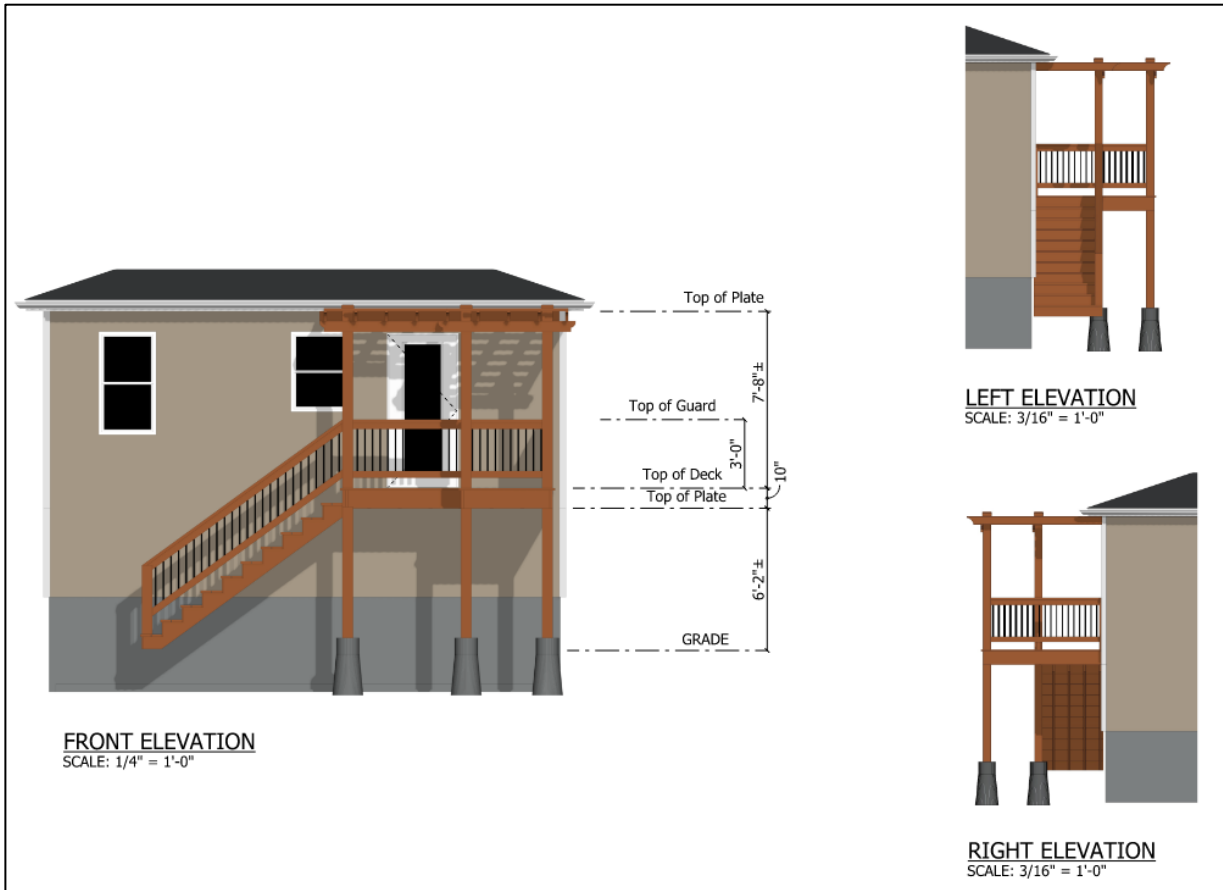 Top of Plate
7'-8"±
Top of Guard
3'-0"
Top of Deck
10"
Top of Plate
6'-2"±
GRADE
FRONT ELEVATION
SCALE: 1/4" = 1'-0"
LEFT ELEVATION
SCALE: 3/16" = 1'-0"
RIGHT ELEVATION
SCALE: 3/16" = 1'-0"